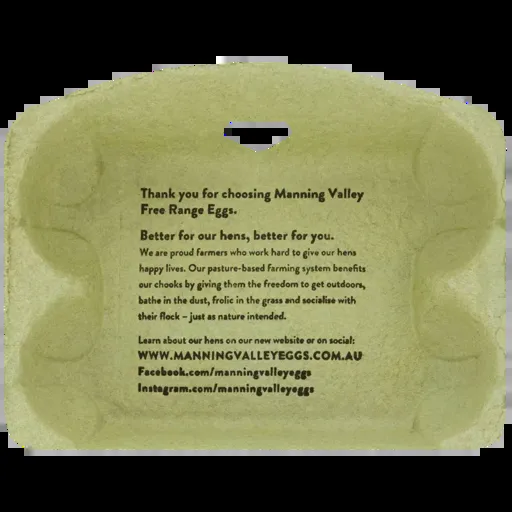 Thank you for choosing Manning Valley
Free Range Eggs.
Better for our hens, better for you.
We are proud farmers who work hard to give our hens
happy lives. Our pasture-based farming system benefits
our chooks by giving them the freedom to get outdoors,
bathe in the dust, frolic in the grass and socialise with
their flock – just as nature intended.
Learn about our hens on our new website or on social:
WWW.MANNINGVALLEYEGGS.COM.AU
Facebook.com/manningvalleyeggs
Instagram.com/manningvalleyeggs